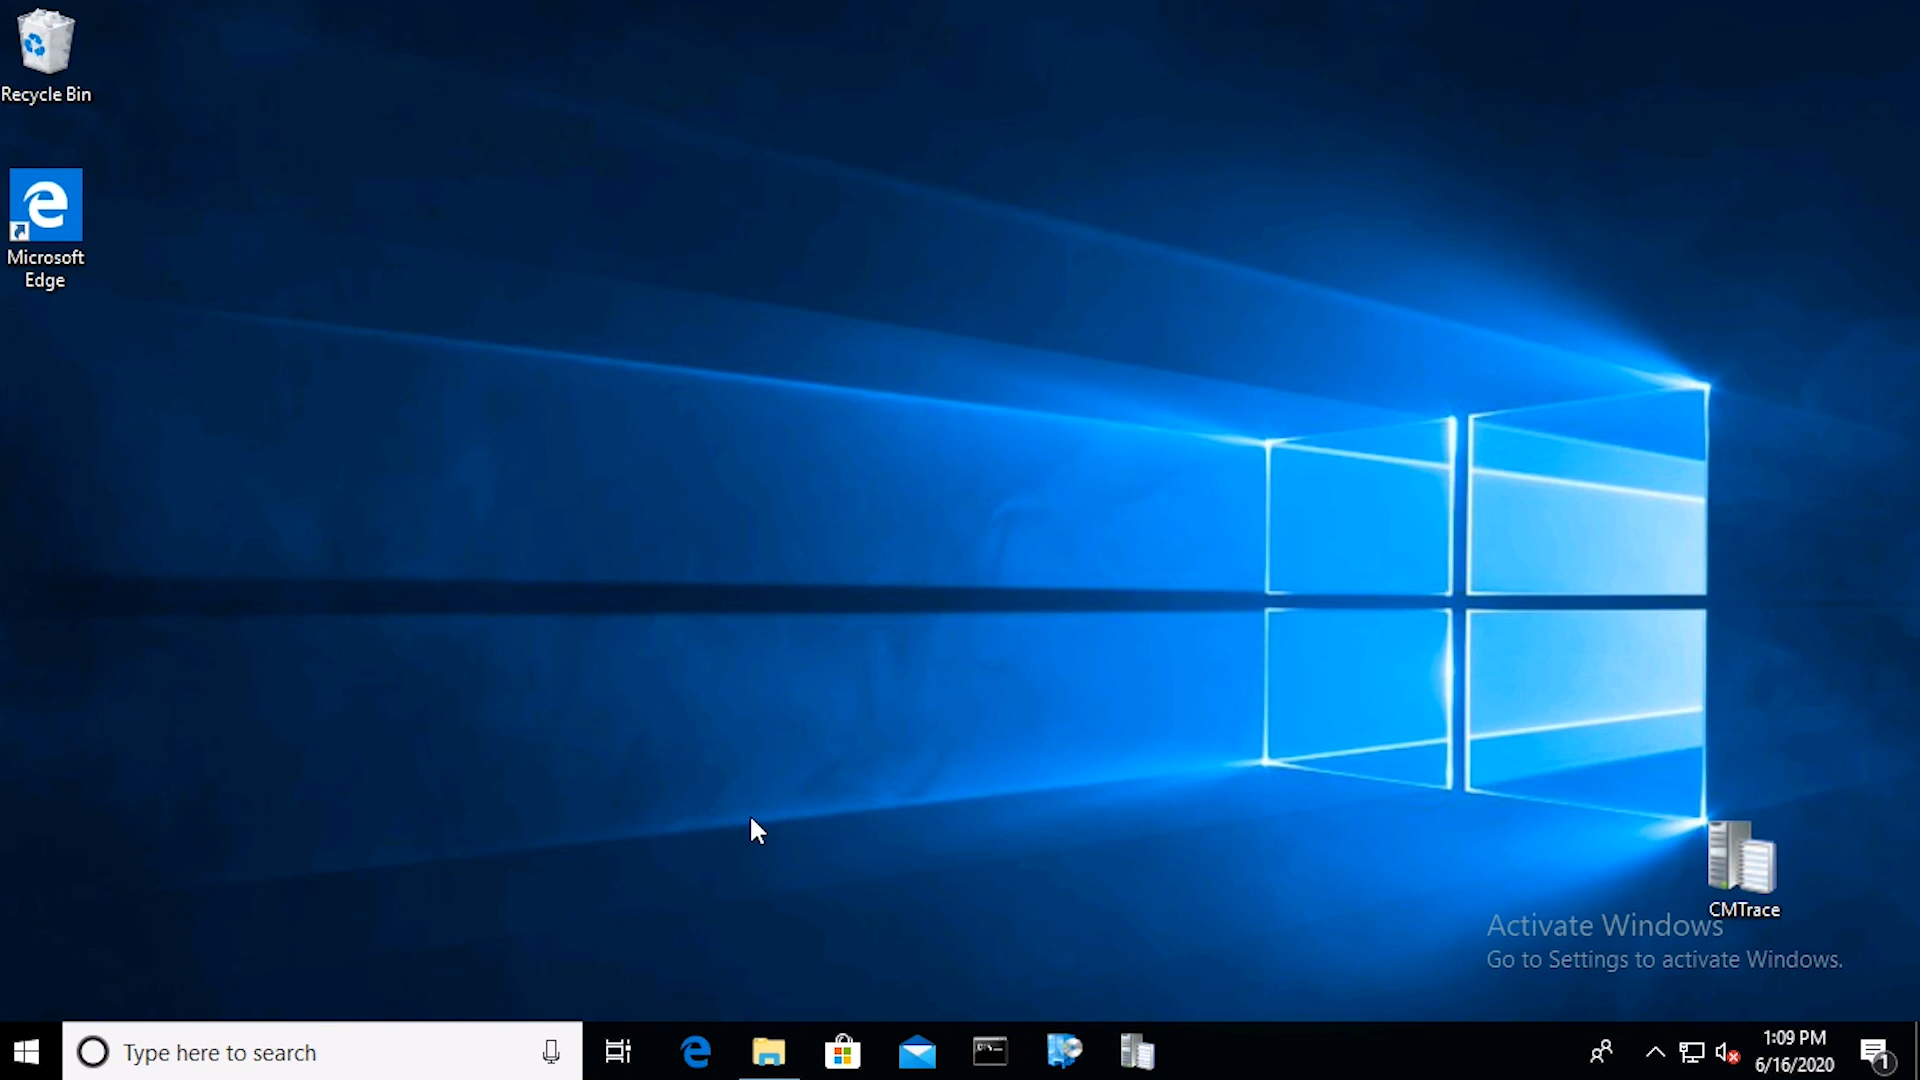 Recycle Bin
Microsoft
Edge
CMTrace
Activate Windows
Go to Settings to activate Windows.
Type here to search
1:09 PM
6/16/2020
1